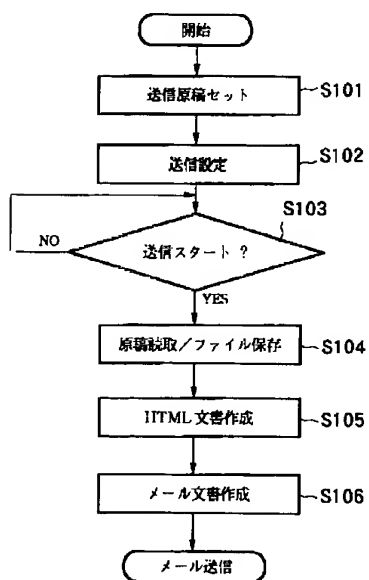 開始
送信原稿セット S101
送信設定 S102
S103
送信スタート ?
NO
YES
原稿読取/ファイル保存 S104
HTML文書作成 S105
メール文書作成 S106
メール送信